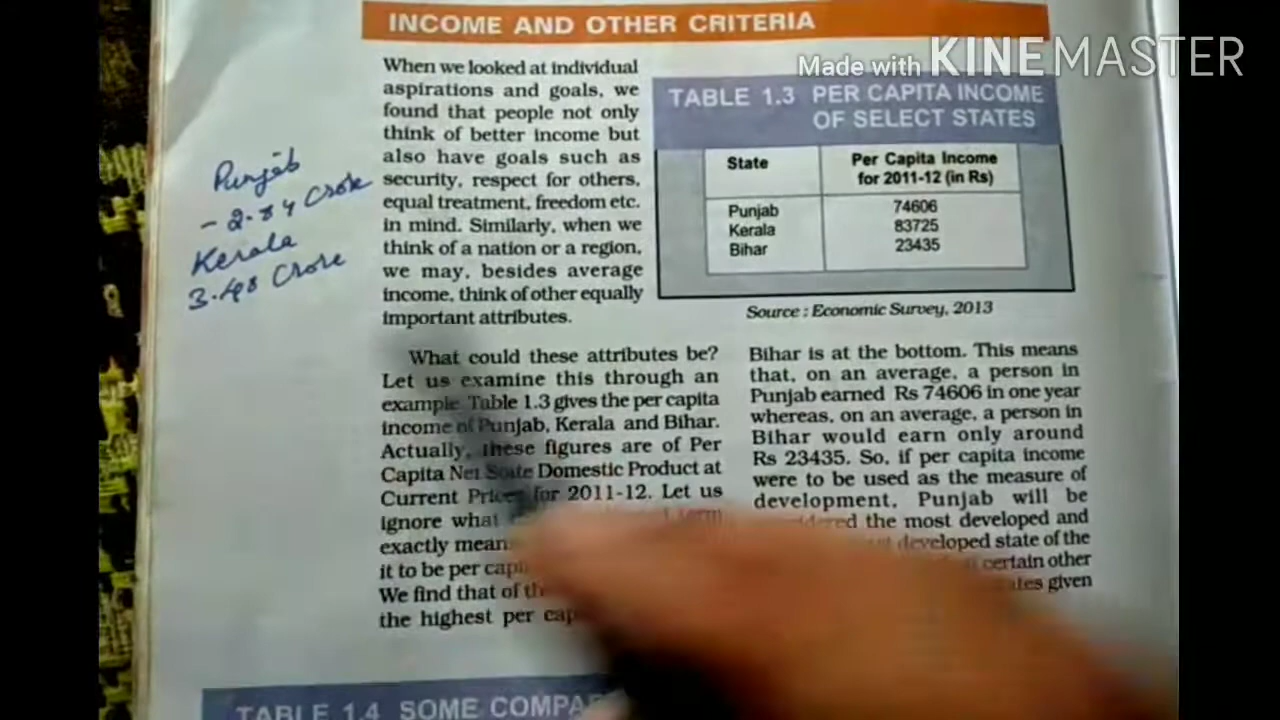 INCOME AND OTHER CRITERIA
Made with KINEMASTER
When we looked at individual
aspirations and goals, we
found that people not only
think of better income but
also have goals such as
security, respect for others,
equal treatment, freedom etc.
in mind. Similarly, when we
think of a nation or a region,
we may, besides average
income, think of other equally
important attributes.
Punjab
- 2.84 Crore
Kerala
3.48 Crore
TABLE 1.3 PER CAPITA INCOME
OF SELECT STATES
State Per Capita Income
for 2011-12 (in Rs)
Punjab 74606
Kerala 83725
Bihar 23435
Source : Economic Survey, 2013
What could these attributes be?
Let us examine this through an
example. Table 1.3 gives the per capita
income of Punjab, Kerala and Bihar.
Actually, these figures are of Per
Capita Net State Domestic Product at
Current Prices for 2011-12. Let us
ignore what term
exactly
it to be per
We find that of
the highest per
Bihar is at the bottom. This means
that, on an average, a person in
Punjab earned Rs 74606 in one year
whereas, on an average, a person in
Bihar would earn only around
Rs 23435. So, if per capita income
were to be used as the measure of
development, Punjab will be
the most developed and
developed state of the
certain other
given
TABLE 1.4 SOME